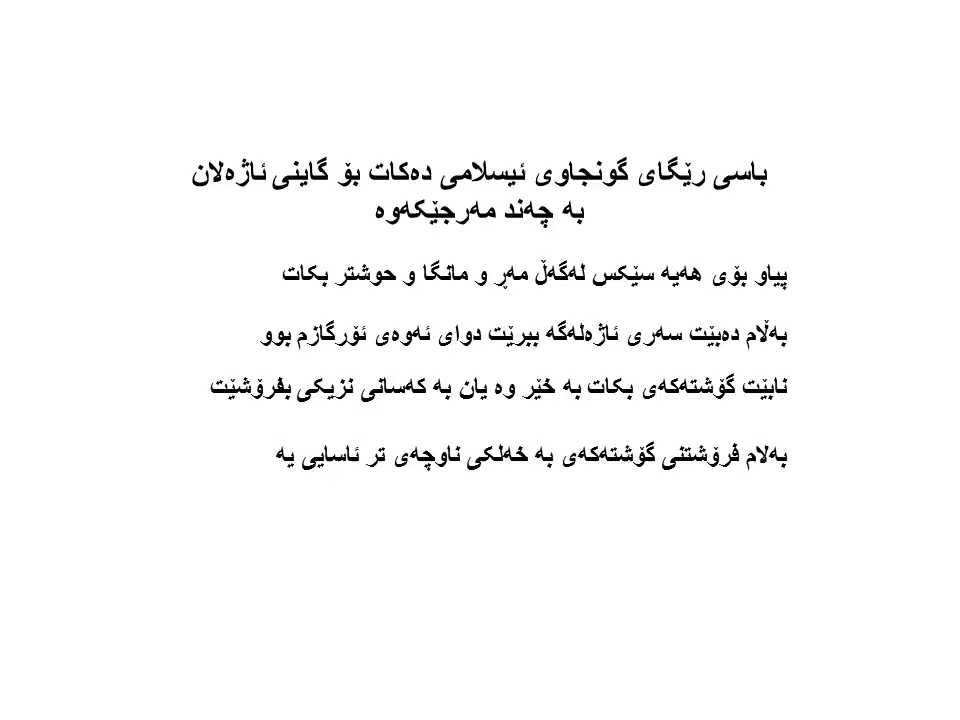 باسی رێگای گونجاوی ئیسلامی دەکات بۆ گاینی ئاژەلان
بە چەند مەرجێکەوە
پیاو بۆی هەیە سێکس لەگەڵ مەڕ و مانگا و حوشتر بکات
بەڵام دەبێت سەری ئاژەلەگە ببرێت دوای ئەوەی ئۆرگازم بوو
نابێت گۆشتەکەی بکات بە خێر وە یان بە کەسانی نزیکی بفرۆشێت
بەلام فرۆشتنی گۆشتەکەی بە خەلکی ناوچەی تر ئاسایی یە